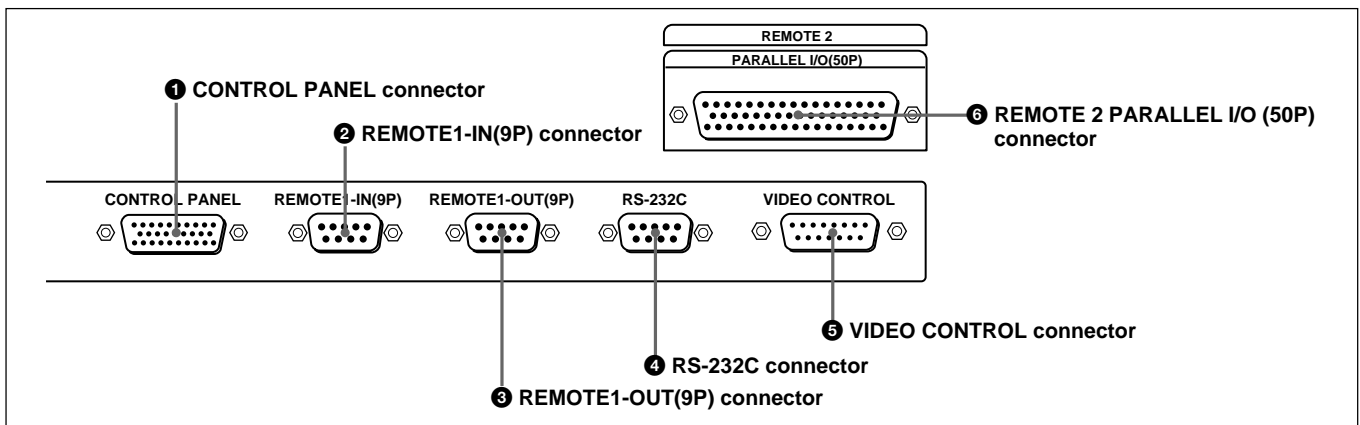 REMOTE 2
PARALLEL I/O(50P)
❶ CONTROL PANEL connector
❷ REMOTE1-IN(9P) connector
❻ REMOTE 2 PARALLEL I/O (50P)
connector
CONTROL PANEL
REMOTE1-IN(9P)
REMOTE1-OUT(9P)
RS-232C
VIDEO CONTROL
❺ VIDEO CONTROL connector
❹ RS-232C connector
❸ REMOTE1-OUT(9P) connector